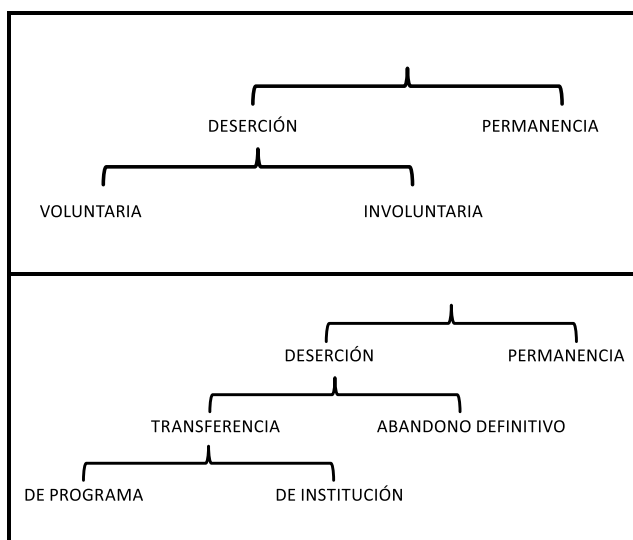 DESERCIÓN PERMANENCIA
VOLUNTARIA INVOLUNTARIA
DESERCIÓN PERMANENCIA
TRANSFERENCIA ABANDONO DEFINITIVO
DE PROGRAMA DE INSTITUCIÓN